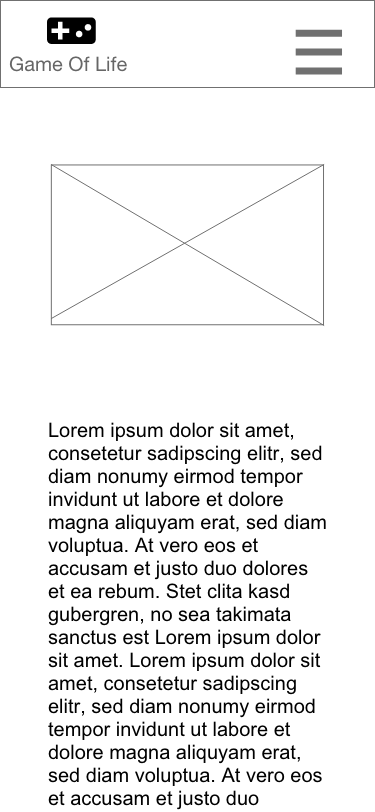 Game Of Life
Lorem ipsum dolor sit amet,
consetetur sadipscing elitr, sed
diam nonumy eirmod tempor
invidunt ut labore et dolore
magna aliquyam erat, sed diam
voluptua. At vero eos et
accusam et justo duo dolores
et ea rebum. Stet clita kasd
gubergren, no sea takimata
sanctus est Lorem ipsum dolor
sit amet. Lorem ipsum dolor sit
amet, consetetur sadipscing
elitr, sed diam nonumy eirmod
tempor invidunt ut labore et
dolore magna aliquyam erat,
sed diam voluptua. At vero eos
et accusam et justo duo